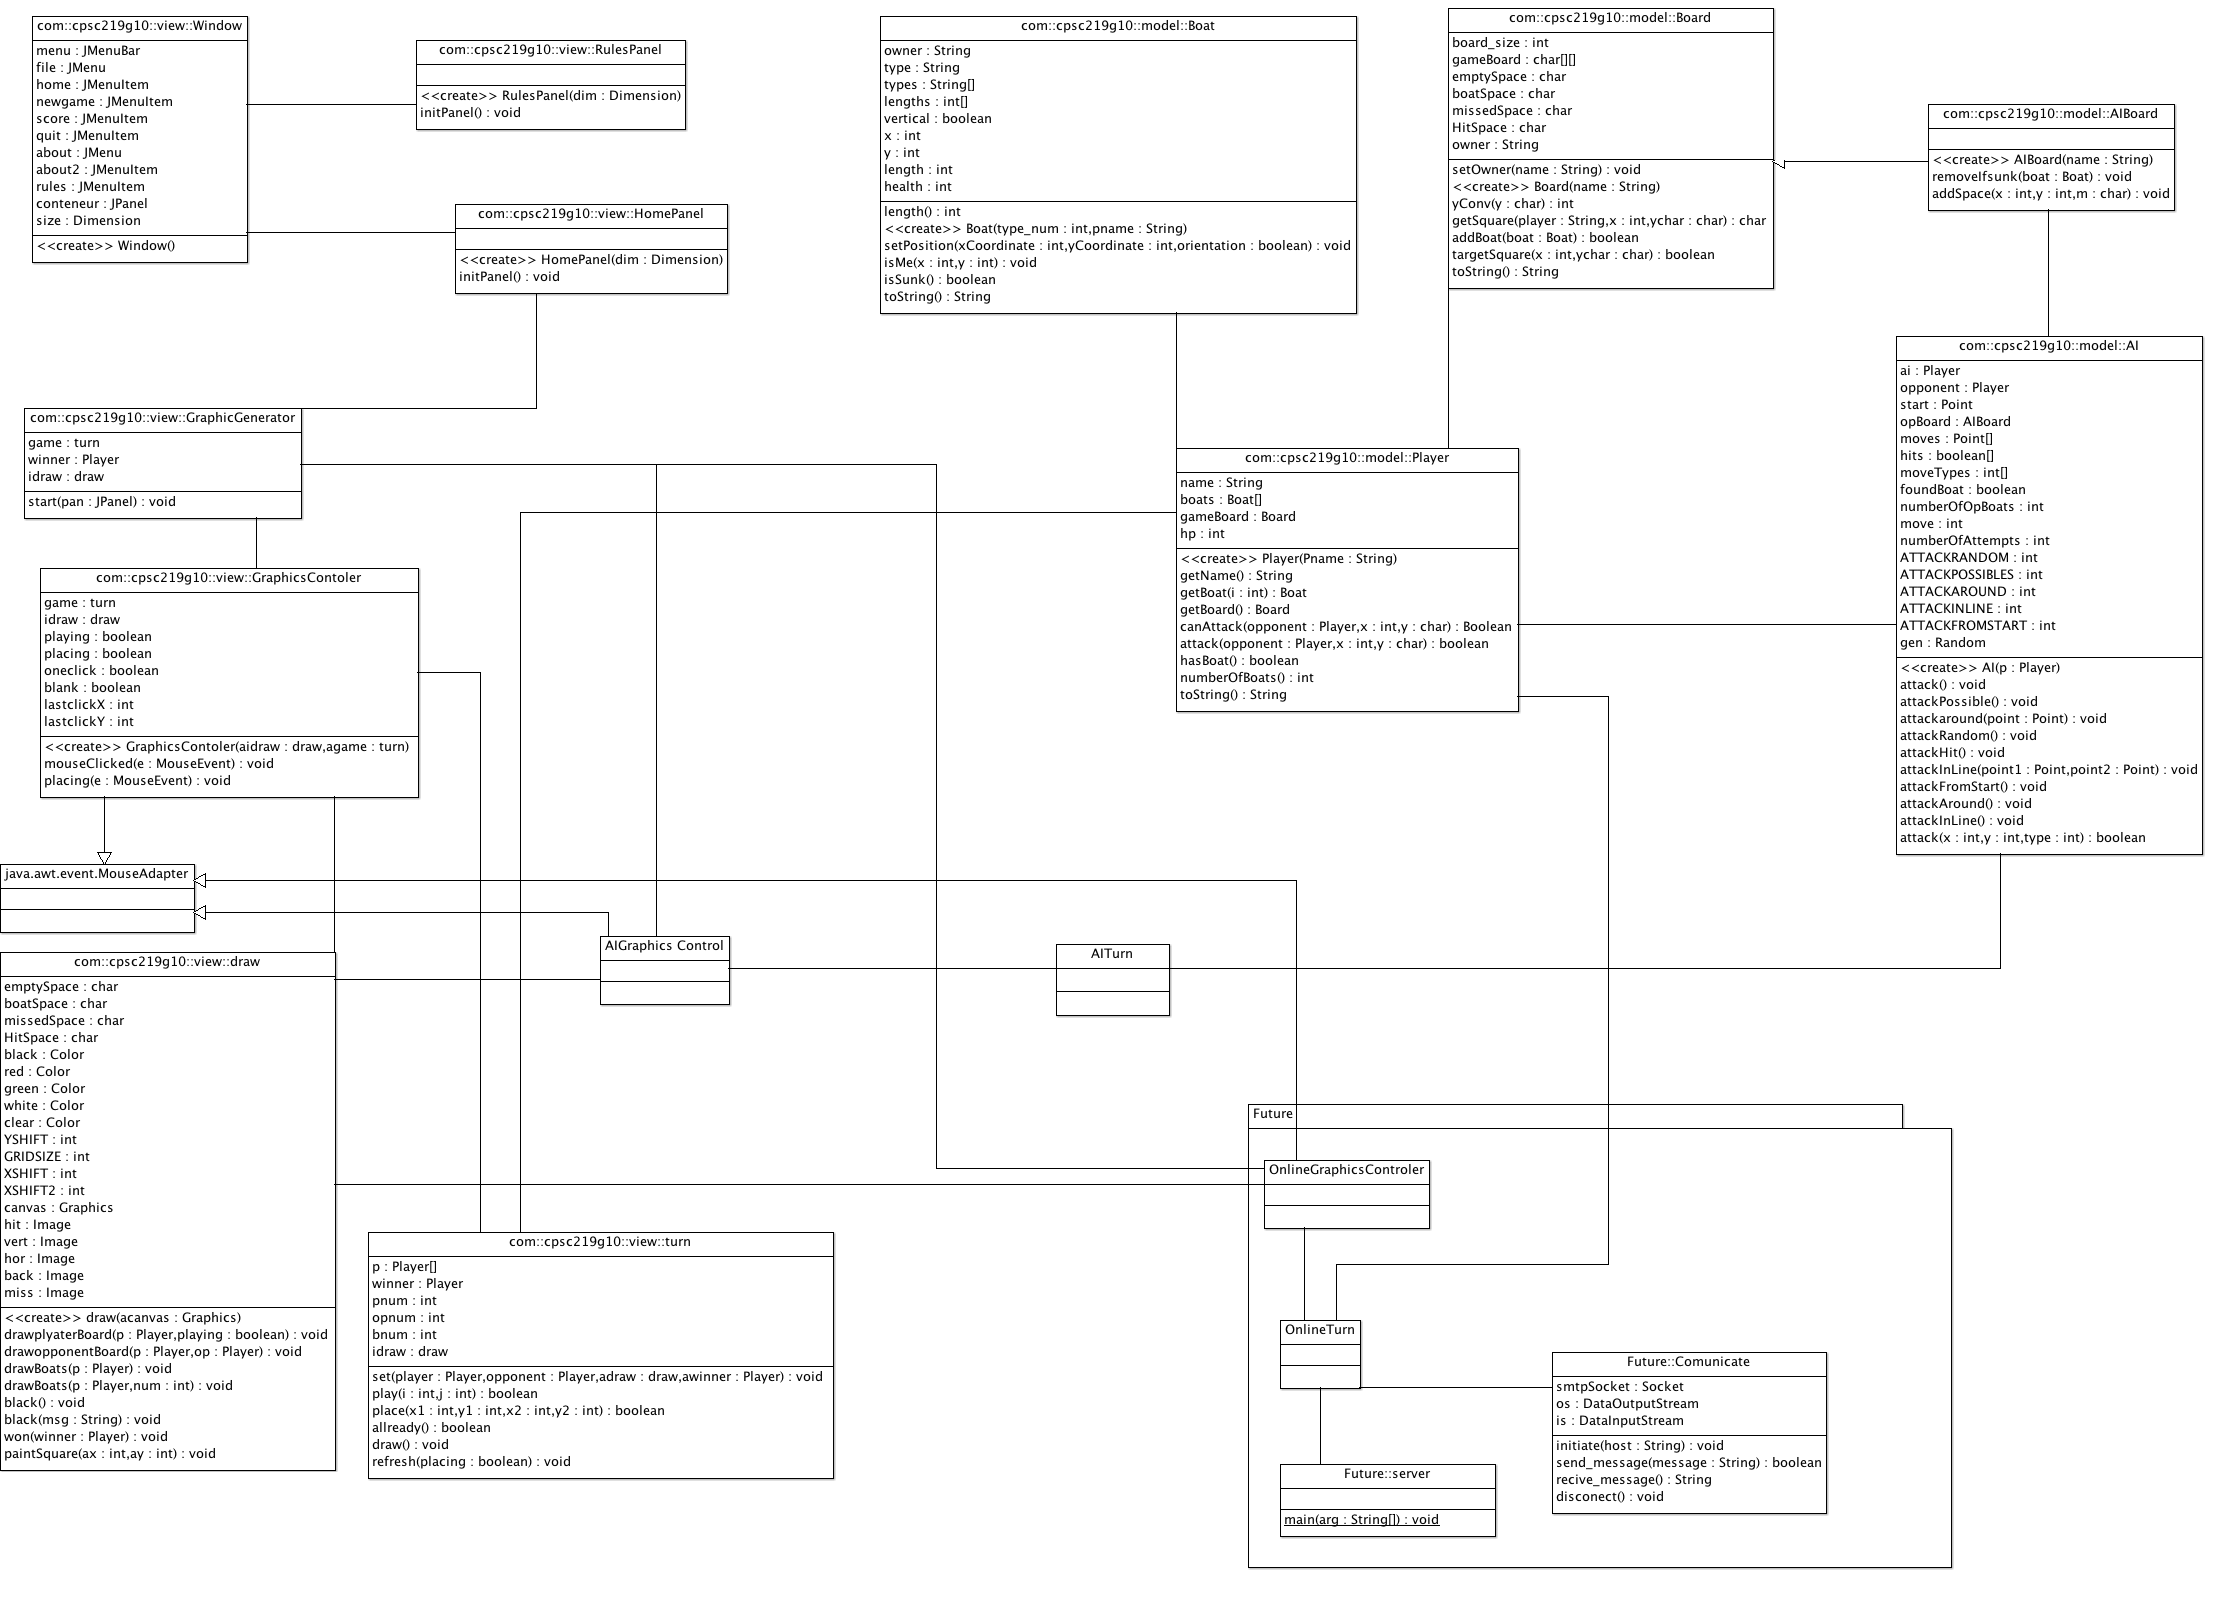 com::cpsc219g10::view::Window
menu : JMenuBar
file : JMenu
home : JMenuItem
newgame : JMenuItem
score : JMenuItem
quit : JMenuItem
about : JMenu
about2 : JMenuItem
rules : JMenuItem
conteneur : JPanel
size : Dimension
<<create>> Window()
com::cpsc219g10::view::RulesPanel
<<create>> RulesPanel(dim : Dimension)
initPanel() : void
com::cpsc219g10::view::HomePanel
<<create>> HomePanel(dim : Dimension)
initPanel() : void
com::cpsc219g10::model::Boat
owner : String
type : String
types : String[]
lengths : int[]
vertical : boolean
x : int
y : int
length : int
health : int
length() : int
<<create>> Boat(type_num : int,pname : String)
setPosition(xCoordinate : int,yCoordinate : int,orientation : boolean) : void
isMe(x : int,y : int) : void
isSunk() : boolean
toString() : String
com::cpsc219g10::model::Board
board_size : int
gameBoard : char[][]
emptySpace : char
boatSpace : char
missedSpace : char
HitSpace : char
owner : String
setOwner(name : String) : void
<<create>> Board(name : String)
yConv(y : char) : int
getSquare(player : String,x : int,ychar : char) : char
addBoat(boat : Boat) : boolean
targetSquare(x : int,ychar : char) : boolean
toString() : String
com::cpsc219g10::model::AIBoard
<<create>> AIBoard(name : String)
removeIfsunk(boat : Boat) : void
addSpace(x : int,y : int,m : char) : void
com::cpsc219g10::model::AI
ai : Player
opponent : Player
start : Point
opBoard : AIBoard
moves : Point[]
hits : boolean[]
moveTypes : int[]
foundBoat : boolean
numberOfOpBoats : int
move : int
numberOfAttempts : int
ATTACKRANDOM : int
ATTACKPOSSIBLES : int
ATTACKAROUND : int
ATTACKINLINE : int
ATTACKFROMSTART : int
gen : Random
<<create>> AI(p : Player)
attack() : void
attackPossible() : void
attackaround(point : Point) : void
attackRandom() : void
attackHit() : void
attackInLine(point1 : Point,point2 : Point) : void
attackFromStart() : void
attackAround() : void
attackInLine() : void
attack(x : int,y : int,type : int) : boolean
com::cpsc219g10::view::GraphicGenerator
game : turn
winner : Player
idraw : draw
start(pan : JPanel) : void
com::cpsc219g10::model::Player
name : String
boats : Boat[]
gameBoard : Board
hp : int
<<create>> Player(Pname : String)
getName() : String
getBoat(i : int) : Boat
getBoard() : Board
canAttack(opponent : Player,x : int,y : char) : Boolean
attack(opponent : Player,x : int,y : char) : boolean
hasBoat() : boolean
numberOfBoats() : int
toString() : String
com::cpsc219g10::view::GraphicsContoler
game : turn
idraw : draw
playing : boolean
placing : boolean
oneclick : boolean
blank : boolean
lastclickX : int
lastclickY : int
<<create>> GraphicsContoler(aidraw : draw,agame : turn)
mouseClicked(e : MouseEvent) : void
placing(e : MouseEvent) : void
java.awt.event.MouseAdapter
AIGraphics Control
AITurn
com::cpsc219g10::view::draw
emptySpace : char
boatSpace : char
missedSpace : char
HitSpace : char
black : Color
red : Color
green : Color
white : Color
clear : Color
YSHIFT : int
GRIDSIZE : int
XSHIFT : int
XSHIFT2 : int
canvas : Graphics
hit : Image
vert : Image
hor : Image
back : Image
miss : Image
<<create>> draw(acanvas : Graphics)
drawplyaterBoard(p : Player,playing : boolean) : void
drawopponentBoard(p : Player,op : Player) : void
drawBoats(p : Player) : void
drawBoats(p : Player,num : int) : void
black() : void
black(msg : String) : void
won(winner : Player) : void
paintSquare(ax : int,ay : int) : void
com::cpsc219g10::view::turn
p : Player[]
winner : Player
pnum : int
opnum : int
bnum : int
idraw : draw
set(player : Player,opponent : Player,adraw : draw,awinner : Player) : void
play(i : int,j : int) : boolean
place(x1 : int,y1 : int,x2 : int,y2 : int) : boolean
allready() : boolean
draw() : void
refresh(placing : boolean) : void
Future
OnlineGraphicsControler
OnlineTurn
Future::Comunicate
smtpSocket : Socket
os : DataOutputStream
is : DataInputStream
initiate(host : String) : void
send_message(message : String) : boolean
recive_message() : String
disconect() : void
Future::server
main(arg : String[]) : void